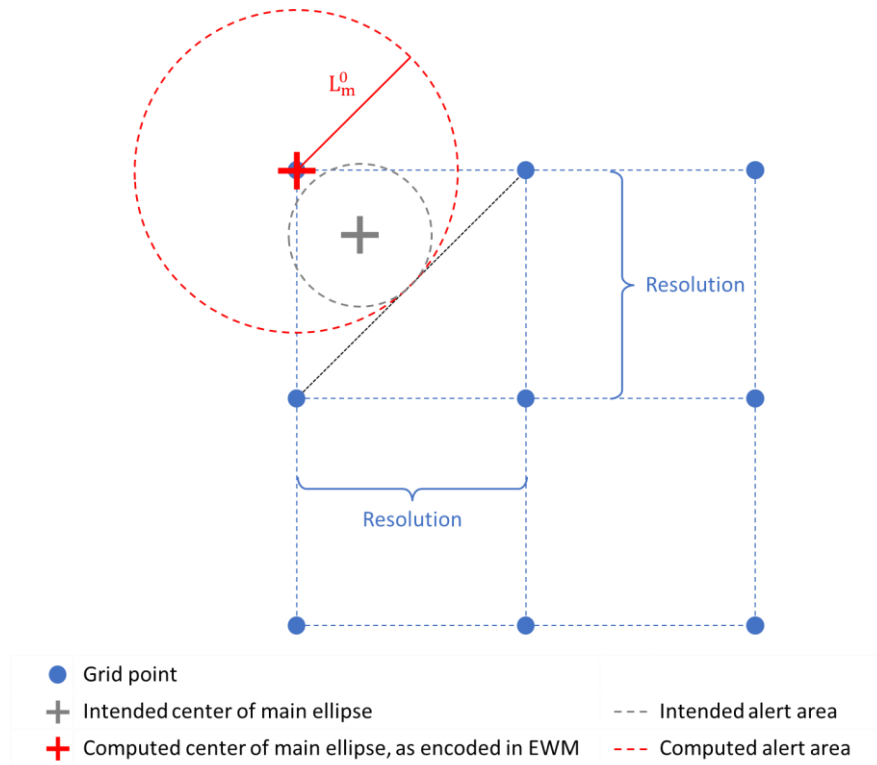 L⁰ₘ
Resolution
Resolution
Grid point
Intended center of main ellipse
Intended alert area
Computed center of main ellipse, as encoded in EWM
Computed alert area